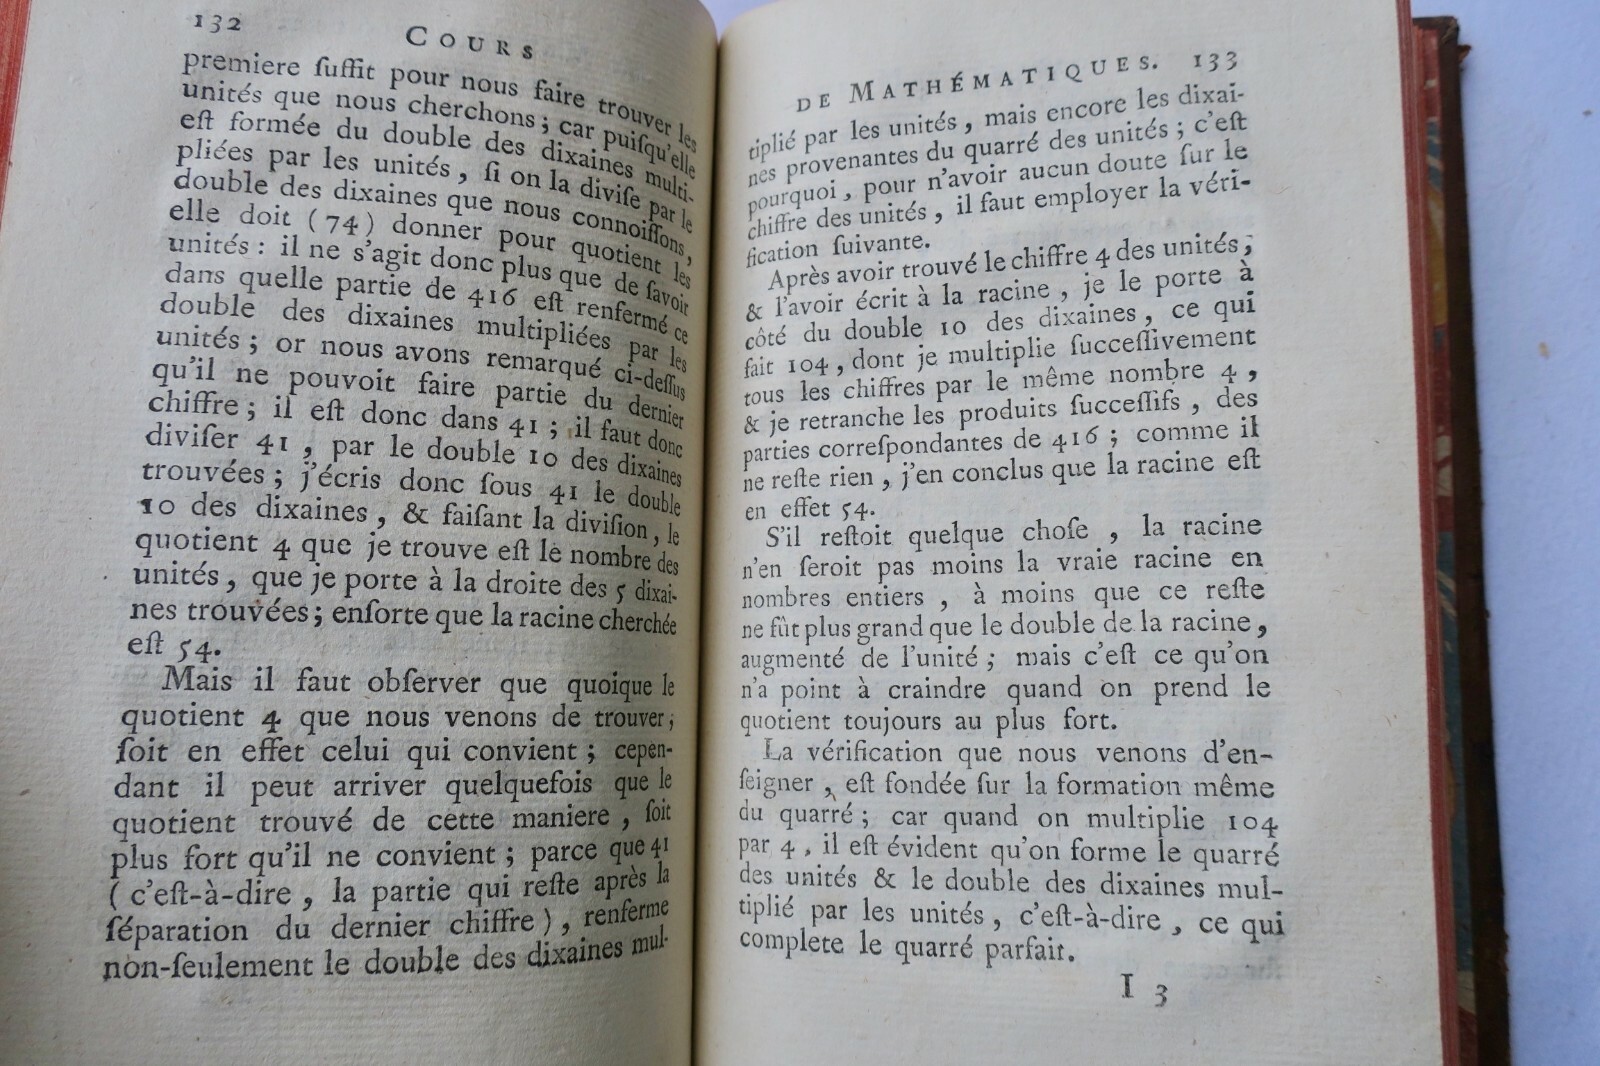 132 COURS
premiere ſuffit pour nous faire trouver les
unités que nous cherchons ; car puiſqu'elle
eſt formée du double des dixaines multi-
pliées par les unités, ſi on la diviſe par le
double des dixaines que nous connoiſſons,
elle doit (74) donner pour quotient les
unités : il ne s'agit donc plus que de ſavoir
dans quelle partie de 416 eſt renfermé ce
double des dixaines multipliées par les
unités ; or nous avons remarqué ci-deſſus
qu'il ne pouvoit faire partie du dernier
chiffre ; il eſt donc dans 41 ; il faut donc
diviſer 41 , par le double 10 des dixaines
trouvées ; j'écris donc ſous 41 le double
10 des dixaines, & faiſant la diviſion, le
quotient 4 que je trouve eſt le nombre des
unités, que je porte à la droite des 5 dixai-
nes trouvées ; enſorte que la racine cherchée
eſt 54.
Mais il faut obſerver que quoique le
quotient 4 que nous venons de trouver,
ſoit en effet celui qui convient ; cepen-
dant il peut arriver quelquefois que le
quotient trouvé de cette maniere , ſoit
plus fort qu'il ne convient ; parce que 41
( c'eſt-à-dire , la partie qui reſte après la
ſéparation du dernier chiffre ) , renferme
non-ſeulement le double des dixaines mul-
DE MATHÉMATIQUES. 133
tiplié par les unités , mais encore les dixai-
nes provenantes du quarré des unités ; c'eſt
pourquoi , pour n'avoir aucun doute ſur le
chiffre des unités , il faut employer la véri-
fication ſuivante.
Après avoir trouvé le chiffre 4 des unités,
& l'avoir écrit à la racine , je le porte à
côté du double 10 des dixaines , ce qui
fait 104 , dont je multiplie ſucceſſivement
tous les chiffres par le même nombre 4 ,
& je retranche les produits ſucceſſifs , des
parties correſpondantes de 416 ; comme il
ne reſte rien , j'en conclus que la racine eſt
en effet 54.
S'il reſtoit quelque choſe , la racine
n'en ſeroit pas moins la vraie racine en
nombres entiers , à moins que ce reſte
ne fût plus grand que le double de la racine,
augmenté de l'unité ; mais c'eſt ce qu'on
n'a point à craindre quand on prend le
quotient toujours au plus fort.
La vérification que nous venons d'en-
ſeigner , eſt fondée ſur la formation même
du quarré ; car quand on multiplie 104
par 4 , il eſt évident qu'on forme le quarré
des unités & le double des dixaines mul-
tiplié par les unités , c'eſt-à-dire , ce qui
complete le quarré parfait.
I 3